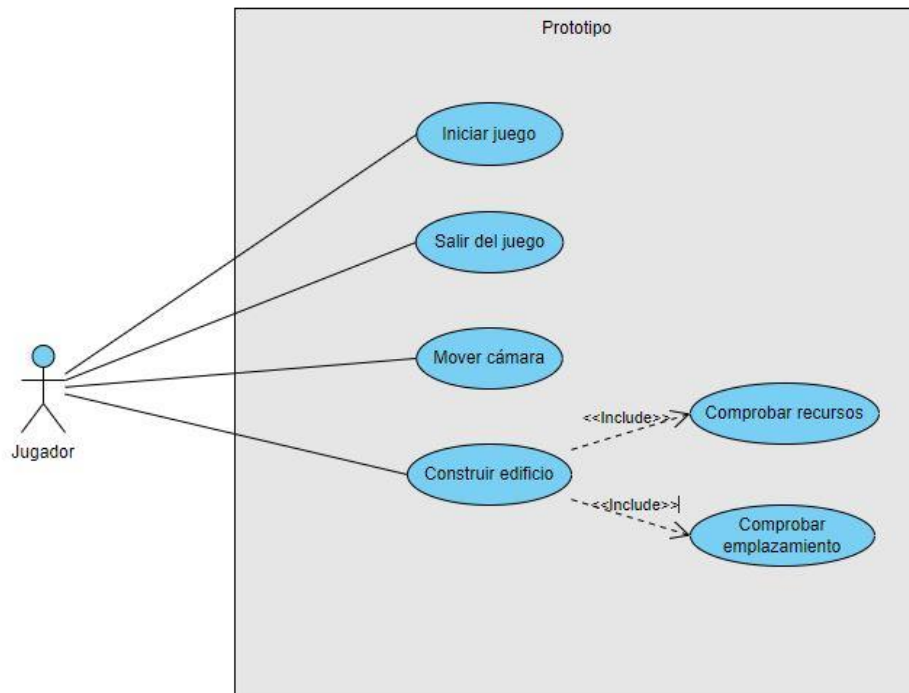 Prototipo
Iniciar juego
Salir del juego
Mover cámara
Jugador
Construir edificio
<<Include>>
Comprobar recursos
<<Include>>
Comprobar
emplazamiento